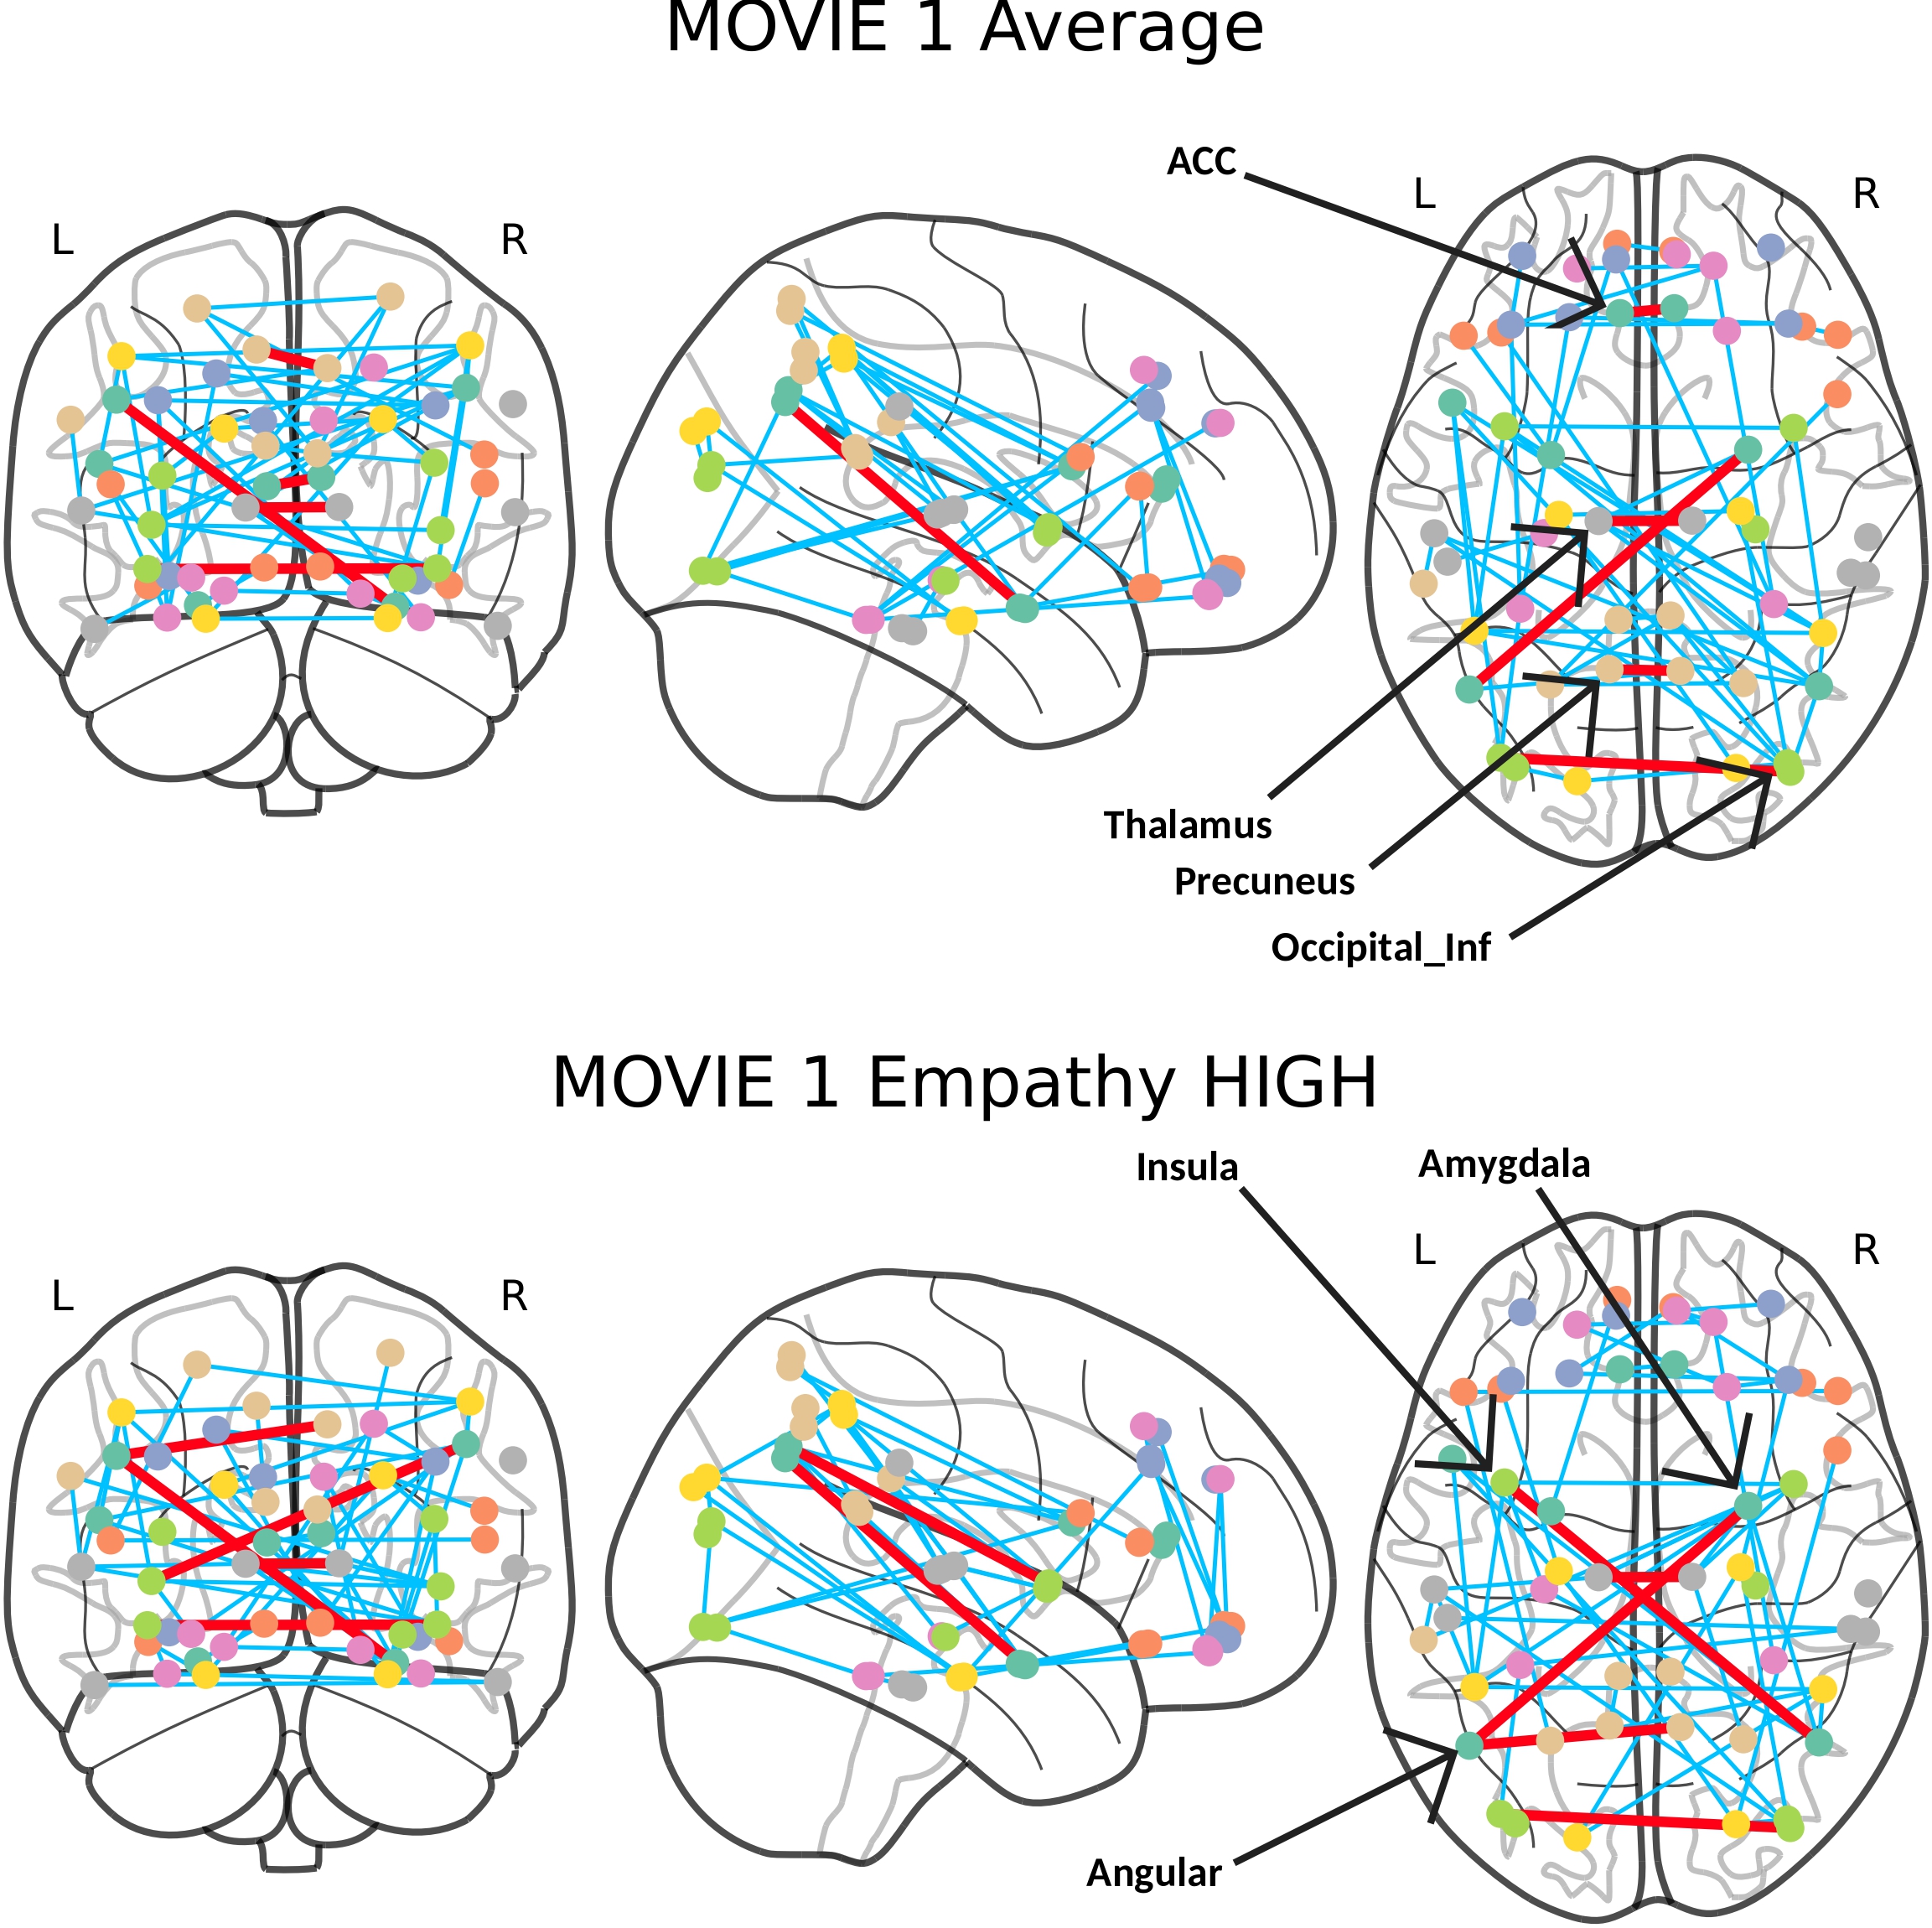 MOVIE 1 Average
ACC
L
R
L
R
Thalamus
Precuneus
Occipital_Inf
MOVIE 1 Empathy HIGH
Insula
Amygdala
L
R
L
R
Angular